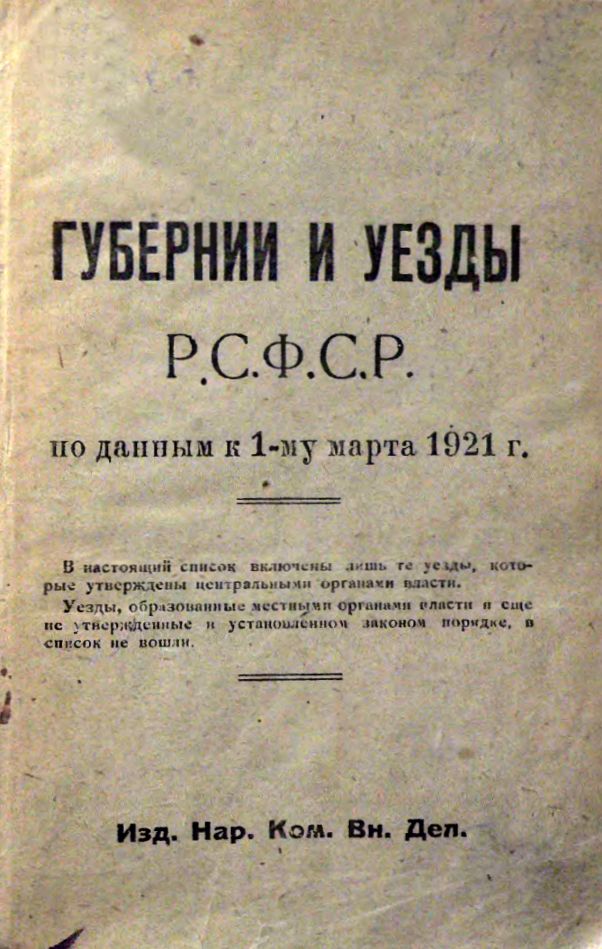 ГУБЕРНИИ И УЕЗДЫ
Р.С.Ф.С.Р.
по данным к 1-му марта 1921 г.
В настоящий список включены лишь те уезды, кото-
рые утверждены центральными органами власти.
Уезды, образованные местными органами власти и еще
не утвержденные в установленном законом порядке, в
список не вошли.
Изд. Нар. Ком. Вн. Дел.